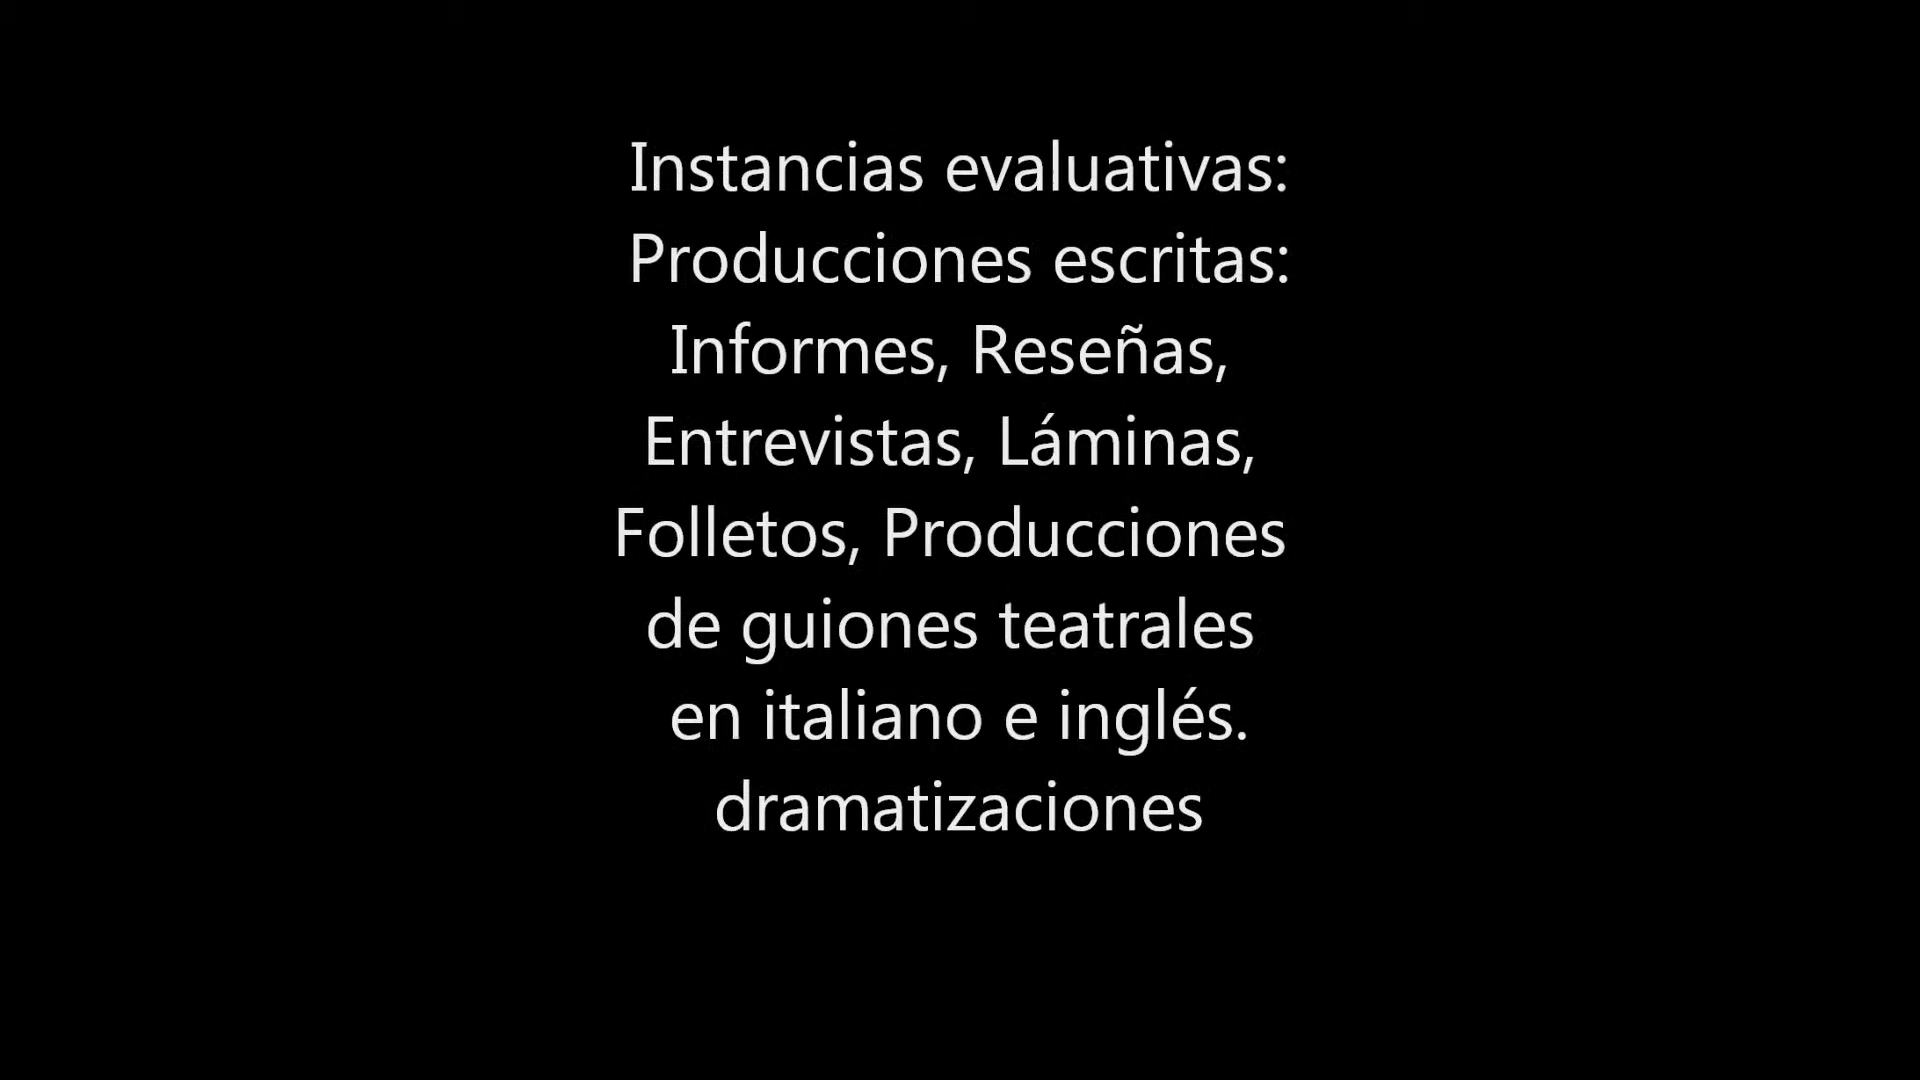 Instancias evaluativas:
Producciones escritas:
Informes, Reseñas,
Entrevistas, Láminas,
Folletos, Producciones
de guiones teatrales
en italiano e inglés.
dramatizaciones